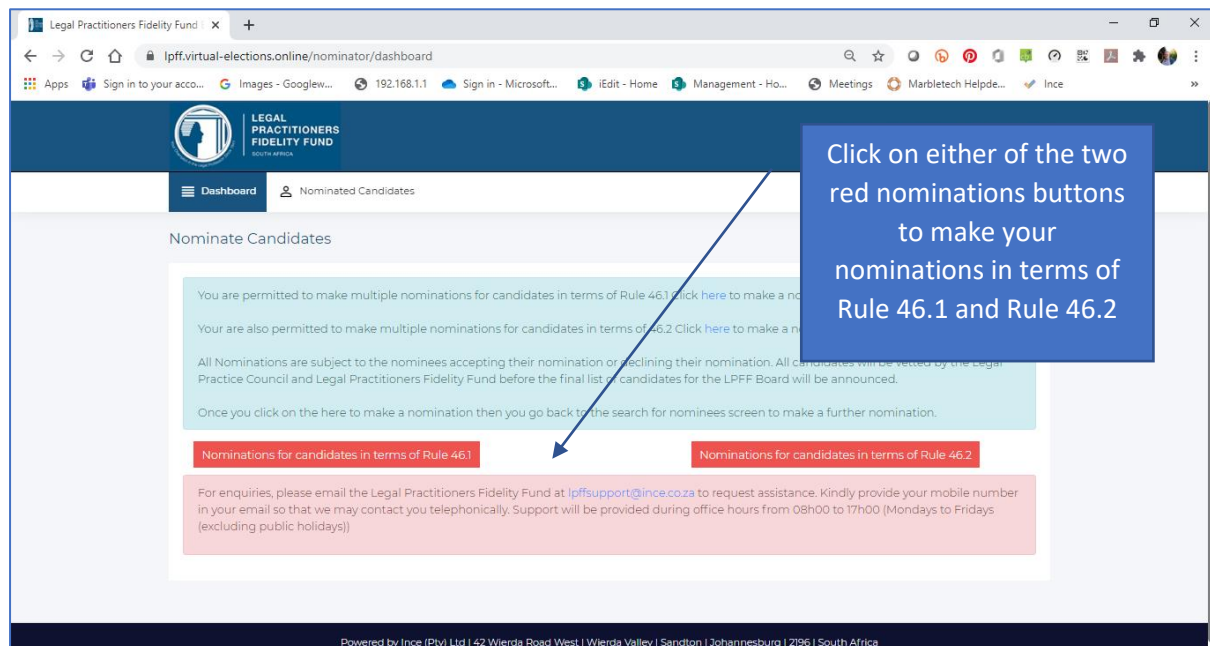 Legal Practitioners Fidelity Fund
lpff.virtual-elections.online/nominator/dashboard
Apps Sign in to your acco... Images - Googlew... 192.168.1.1 Sign in - Microsoft... iEdit - Home Management - Ho... Meetings Marbletech Helpde... Ince »
LEGAL
PRACTITIONERS
FIDELITY FUND
SOUTH AFRICA
Dashboard Nominated Candidates
Click on either of the two
red nominations buttons
to make your
nominations in terms of
Rule 46.1 and Rule 46.2
Nominate Candidates
You are permitted to make multiple nominations for candidates in terms of Rule 46.1 Click here to make a no
Your are also permitted to make multiple nominations for candidates in terms of 46.2 Click here to make a n
All Nominations are subject to the nominees accepting their nomination or declining their nomination. All candidates will be vetted by the Legal
Practice Council and Legal Practitioners Fidelity Fund before the final list of candidates for the LPFF Board will be announced.
Once you click on the here to make a nomination then you go back to the search for nominees screen to make a further nomination.
Nominations for candidates in terms of Rule 46.1 Nominations for candidates in terms of Rule 46.2
For enquiries, please email the Legal Practitioners Fidelity Fund at lpffsupport@ince.co.za to request assistance. Kindly provide your mobile number
in your email so that we may contact you telephonically. Support will be provided during office hours from 08h00 to 17h00 (Mondays to Fridays
(excluding public holidays))
Powered by Ince (Pty) Ltd | 42 Wierda Road West | Wierda Valley | Sandton | Johannesburg | 2196 | South Africa